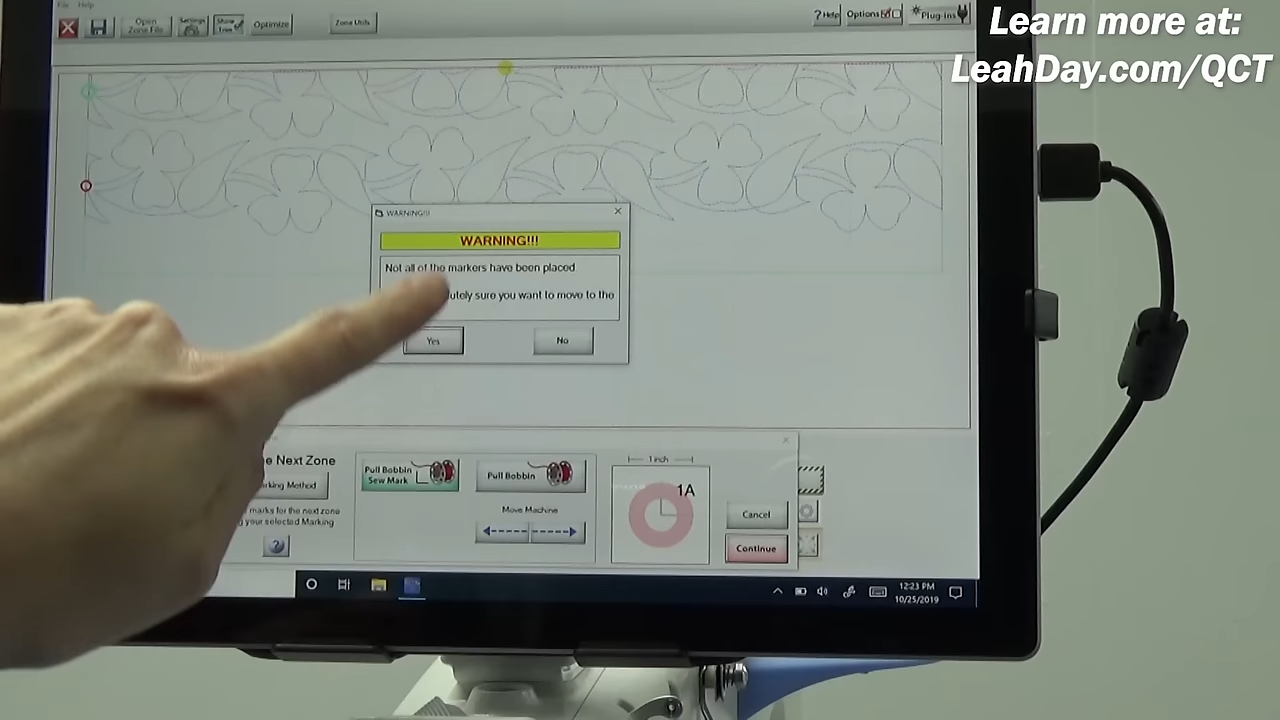 Learn more at:
LeahDay.com/QCT
File Help
Open
Zone File
Settings
Show
Trim
Optimize
Zone Utils
? Help
Options
Plug-ins
WARNING!!!
WARNING!!!
Not all of the markers have been placed
sure you want to move to the
Yes
No
Next Zone
Method
marks for the next zone
your selected Marking
?
Pull Bobbin
Sew Mark
Pull Bobbin
Move Machine
1 inch
1A
Cancel
Continue
12:23 PM
10/25/2019